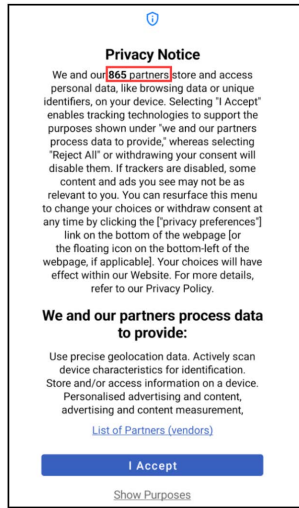 Privacy Notice
We and our 865 partners store and access
personal data, like browsing data or unique
identifiers, on your device. Selecting "I Accept"
enables tracking technologies to support the
purposes shown under "we and our partners
process data to provide," whereas selecting
"Reject All" or withdrawing your consent will
disable them. If trackers are disabled, some
content and ads you see may not be as
relevant to you. You can resurface this menu
to change your choices or withdraw consent at
any time by clicking the ["privacy preferences"]
link on the bottom of the webpage [or
the floating icon on the bottom-left of the
webpage, if applicable]. Your choices will have
effect within our Website. For more details,
refer to our Privacy Policy.
We and our partners process data
to provide:
Use precise geolocation data. Actively scan
device characteristics for identification.
Store and/or access information on a device.
Personalised advertising and content,
advertising and content measurement,
List of Partners (vendors)
I Accept
Show Purposes